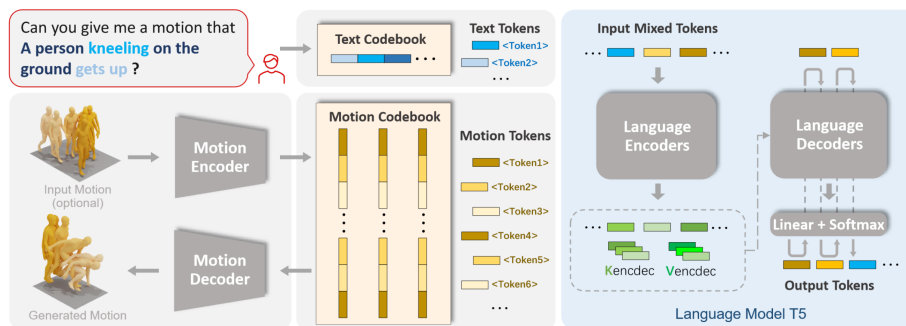 Can you give me a motion that
A person kneeling on the
ground gets up ?
Text Codebook
Text Tokens
<Token1>
<Token2>
...
Input Motion
(optional)
Motion
Encoder
Motion
Decoder
Generated Motion
Motion Codebook
Motion Tokens
<Token1>
<Token2>
<Token3>
<Token4>
<Token5>
<Token6>
...
Input Mixed Tokens
Language
Encoders
Language
Decoders
Kencdec
Vencdec
Linear + Softmax
Output Tokens
Language Model T5